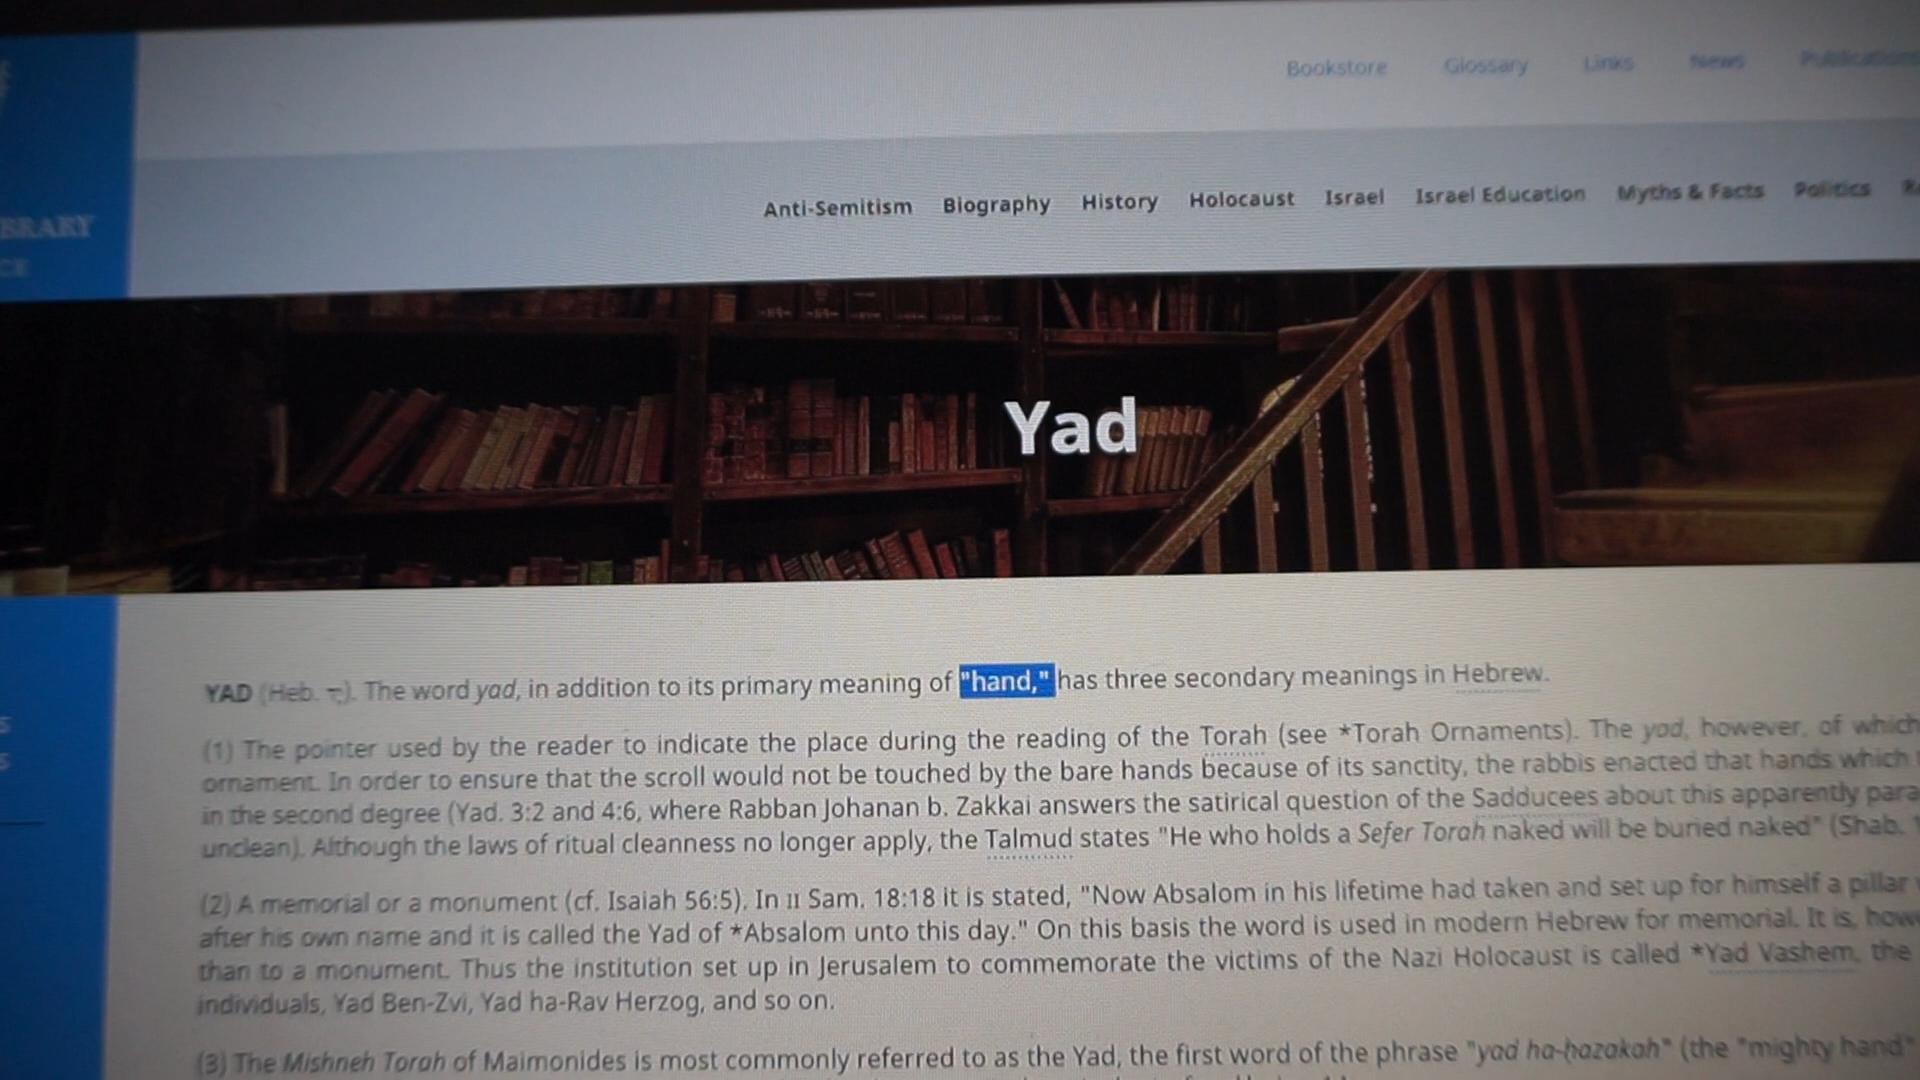 Bookstore Glossary Links News Publications
BRARY
Anti-Semitism Biography History Holocaust Israel Israel Education Myths & Facts Politics
Yad
YAD (Heb. ). The word yad, in addition to its primary meaning of "hand," has three secondary meanings in Hebrew.
(1) The pointer used by the reader to indicate the place during the reading of the Torah (see *Torah Ornaments). The yad, however, of which
ornament. In order to ensure that the scroll would not be touched by the bare hands because of its sanctity, the rabbis enacted that hands which
in the second degree (Yad. 3:2 and 4:6, where Rabban Johanan b. Zakkai answers the satirical question of the Sadducees about this apparently para
unclean). Although the laws of ritual cleanness no longer apply, the Talmud states "He who holds a Sefer Torah naked will be buried naked" (Shab.
(2) A memorial or a monument (cf. Isaiah 56:5). In II Sam. 18:18 it is stated, "Now Absalom in his lifetime had taken and set up for himself a pillar
after his own name and it is called the Yad of *Absalom unto this day." On this basis the word is used in modern Hebrew for memorial. It is, how
than to a monument. Thus the institution set up in Jerusalem to commemorate the victims of the Nazi Holocaust is called *Yad Vashem, the
individuals, Yad Ben-Zvi, Yad ha-Rav Herzog, and so on.
(3) The Mishneh Torah of Maimonides is most commonly referred to as the Yad, the first word of the phrase "yad ha-ḥazakah" (the "mighty hand"